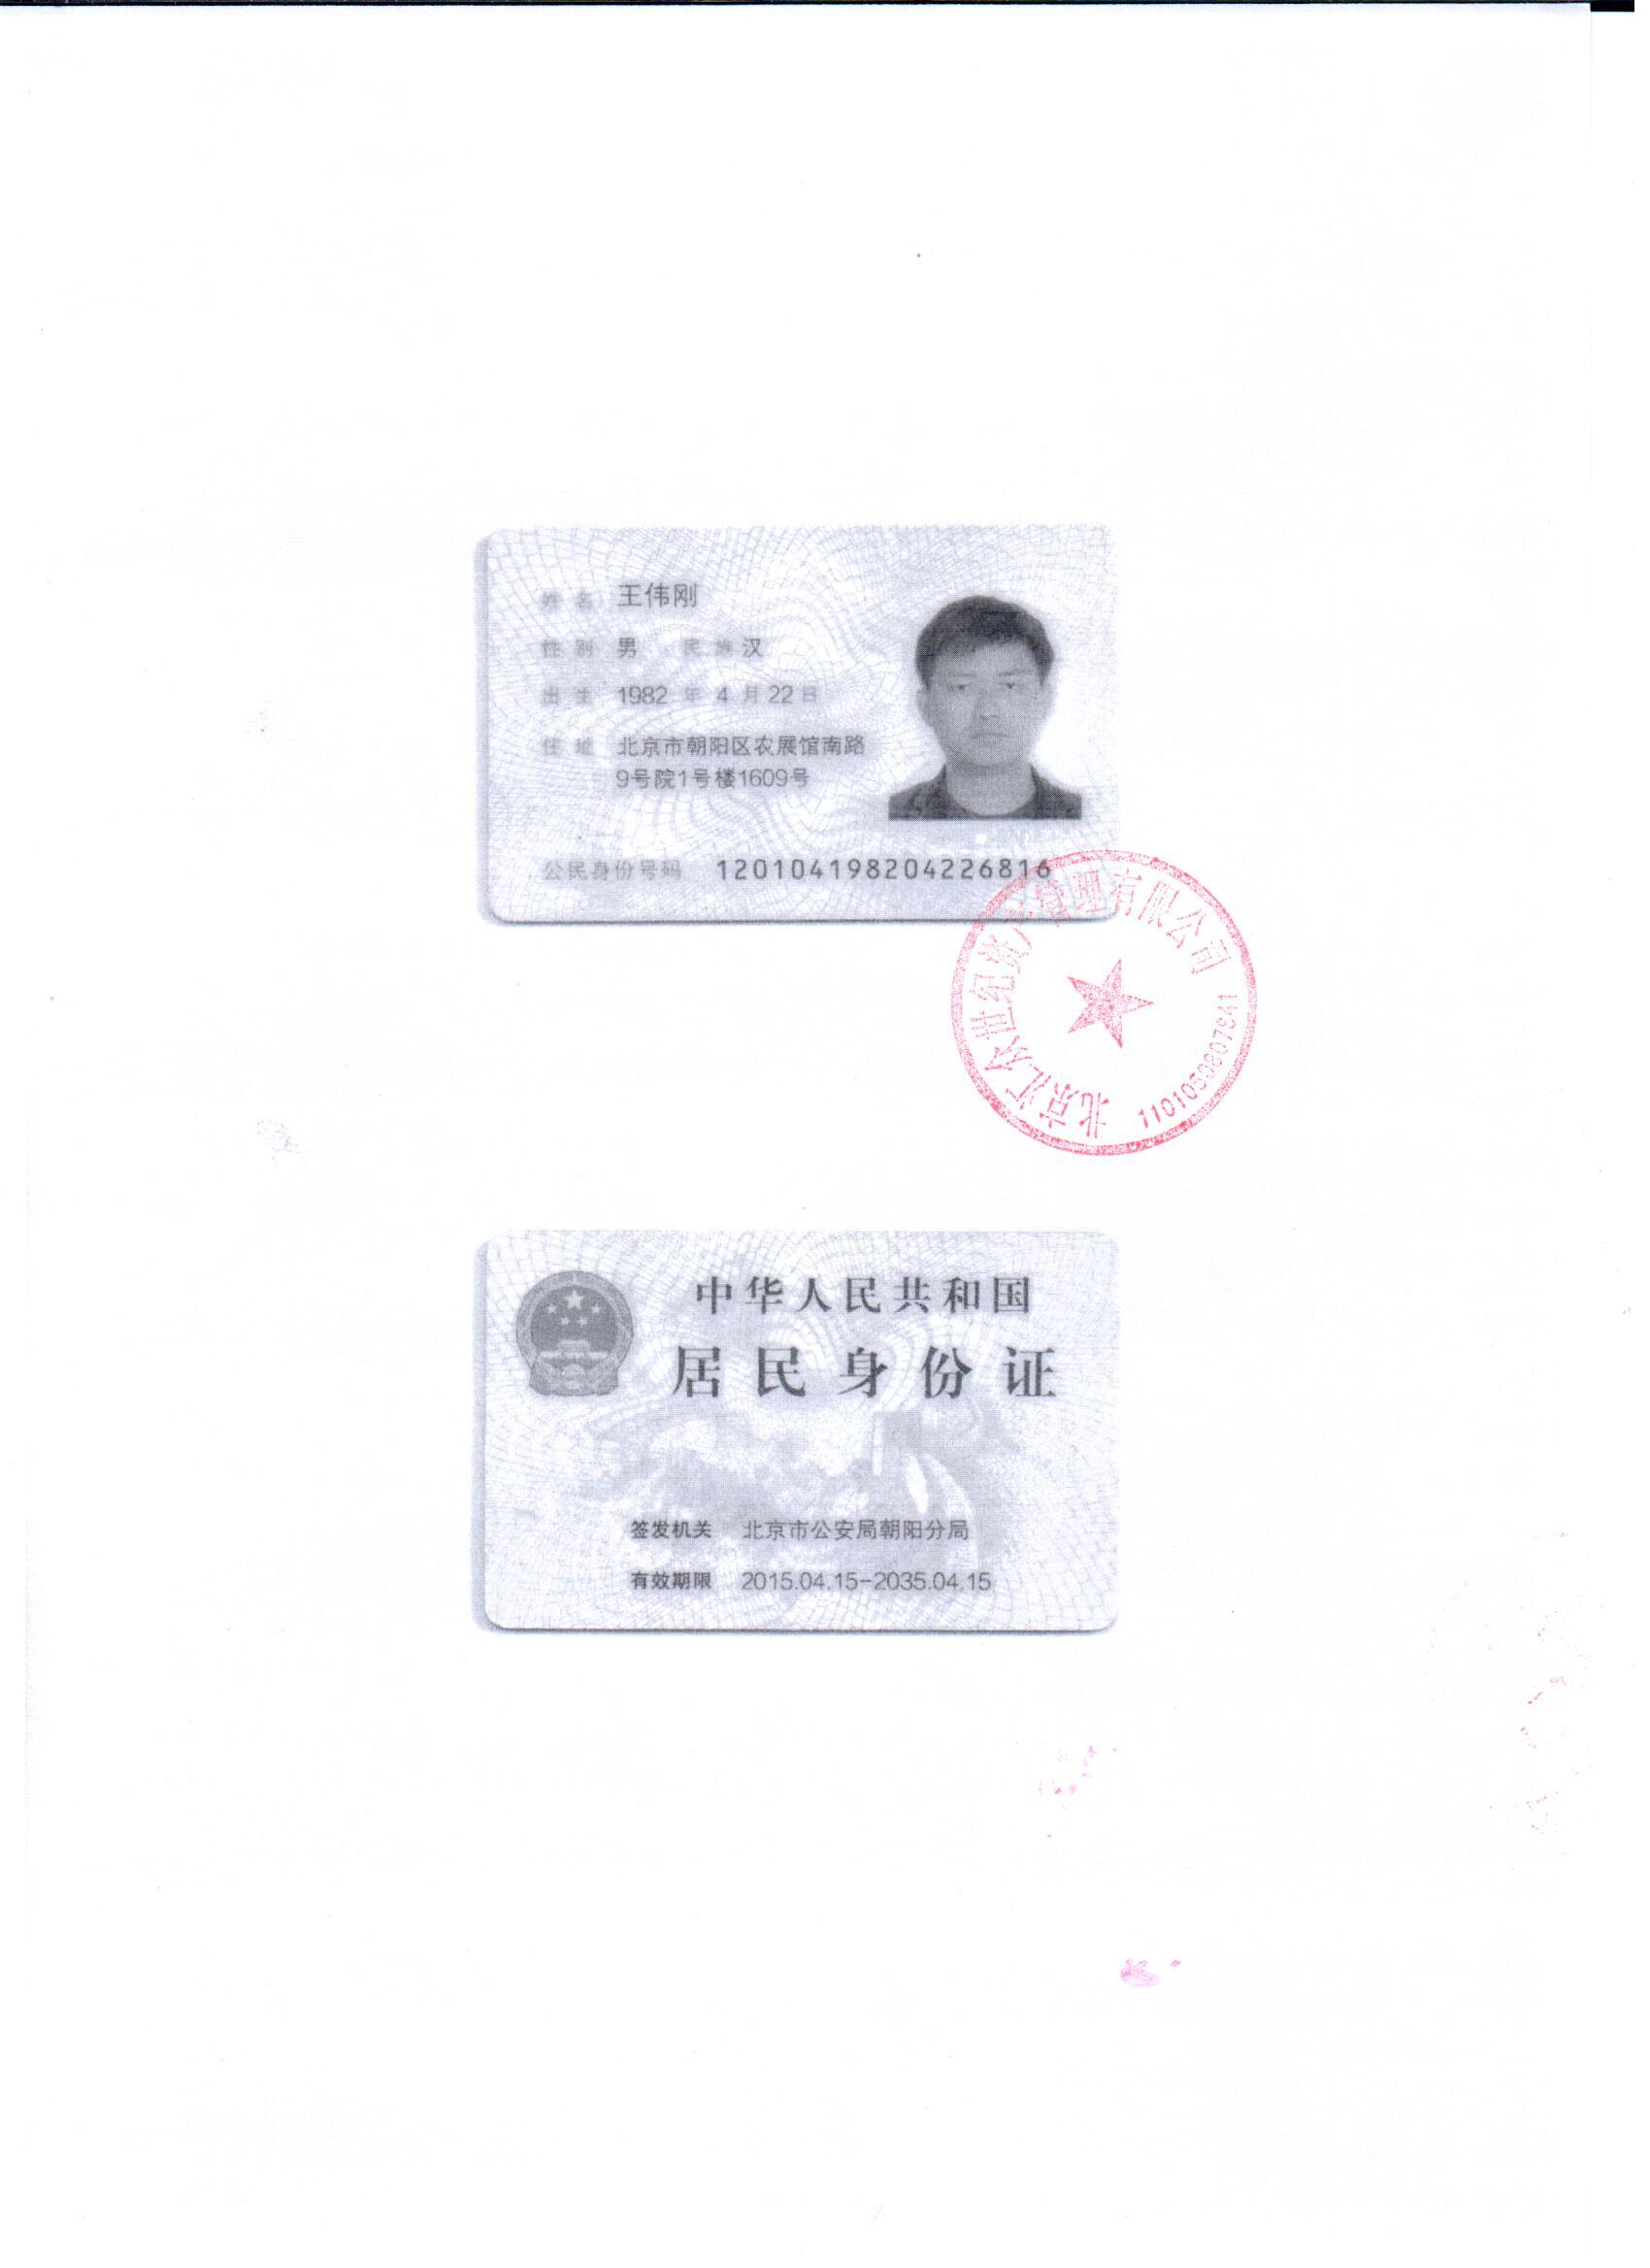 姓名 王伟刚
性别 男 民族 汉
出生 1982 年 4 月 22 日
住址 北京市朝阳区农展馆南路
9号院1号楼1609号
公民身份号码 120104198204226816
北京汇众世纪资产管理有限公司
1101050807841
中华人民共和国
居民身份证
签发机关 北京市公安局朝阳分局
有效期限 2015.04.15-2035.04.15